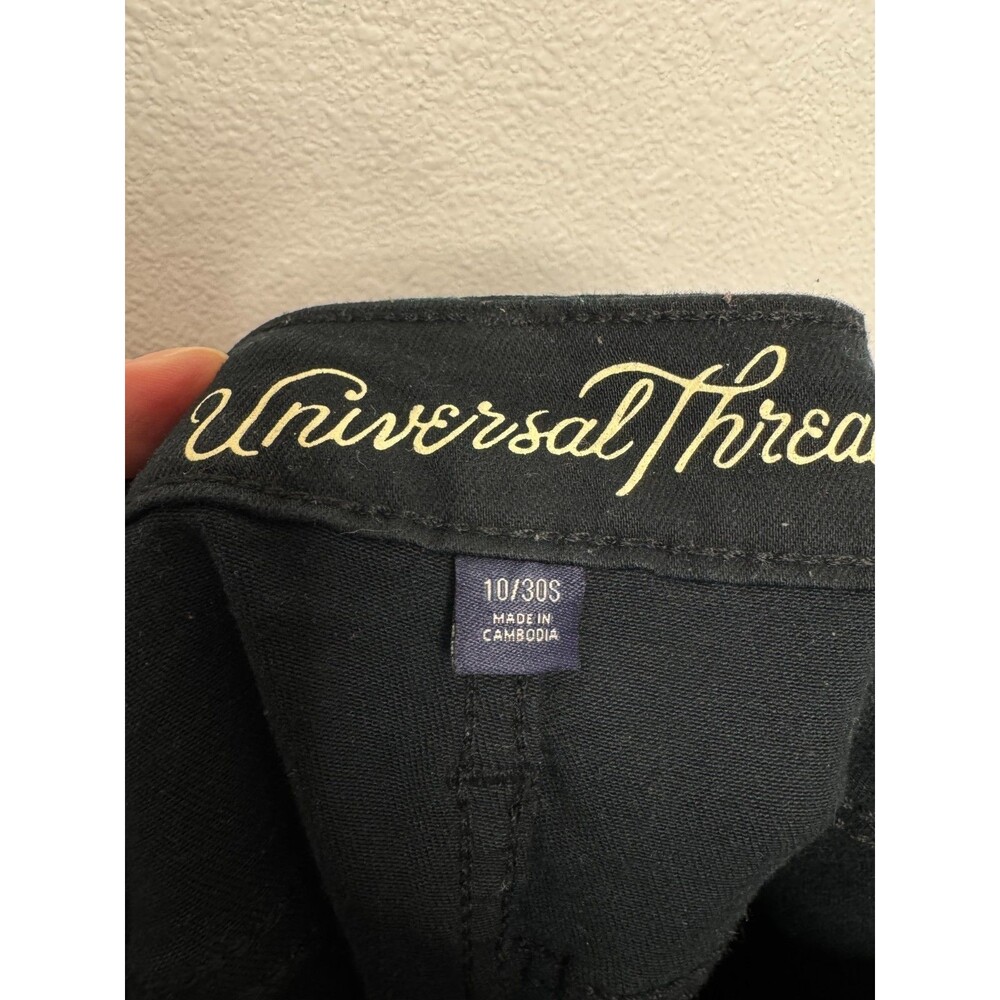 Universal Threa
10/30S
MADE IN
CAMBODIA